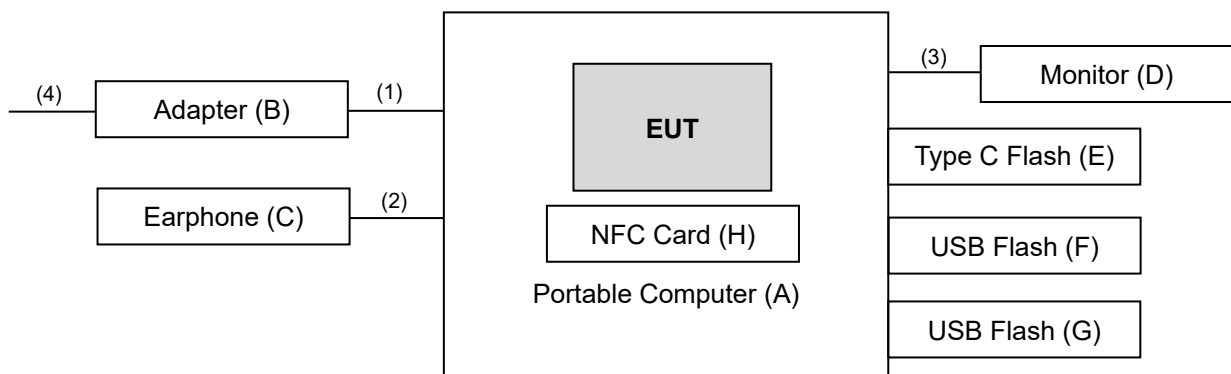 (4)
Adapter (B)
(1)
Earphone (C)
(2)
EUT
NFC Card (H)
Portable Computer (A)
(3)
Monitor (D)
Type C Flash (E)
USB Flash (F)
USB Flash (G)